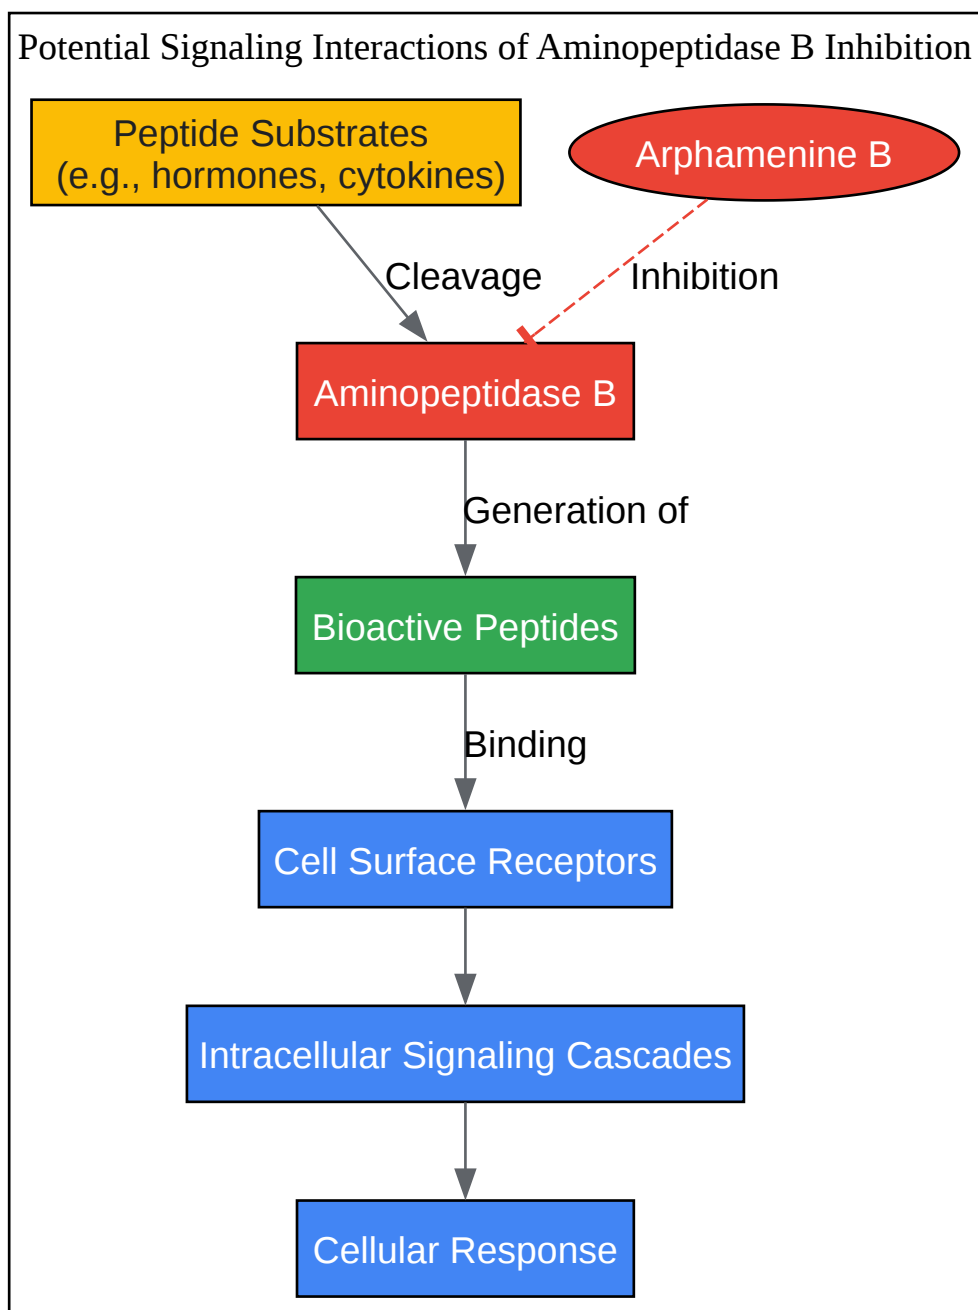 Potential Signaling Interactions of Aminopeptidase B Inhibition
Peptide Substrates
(e.g., hormones, cytokines)
Arphamenine B
Cleavage
Inhibition
Aminopeptidase B
Generation of
Bioactive Peptides
Binding
Cell Surface Receptors
Intracellular Signaling Cascades
Cellular Response